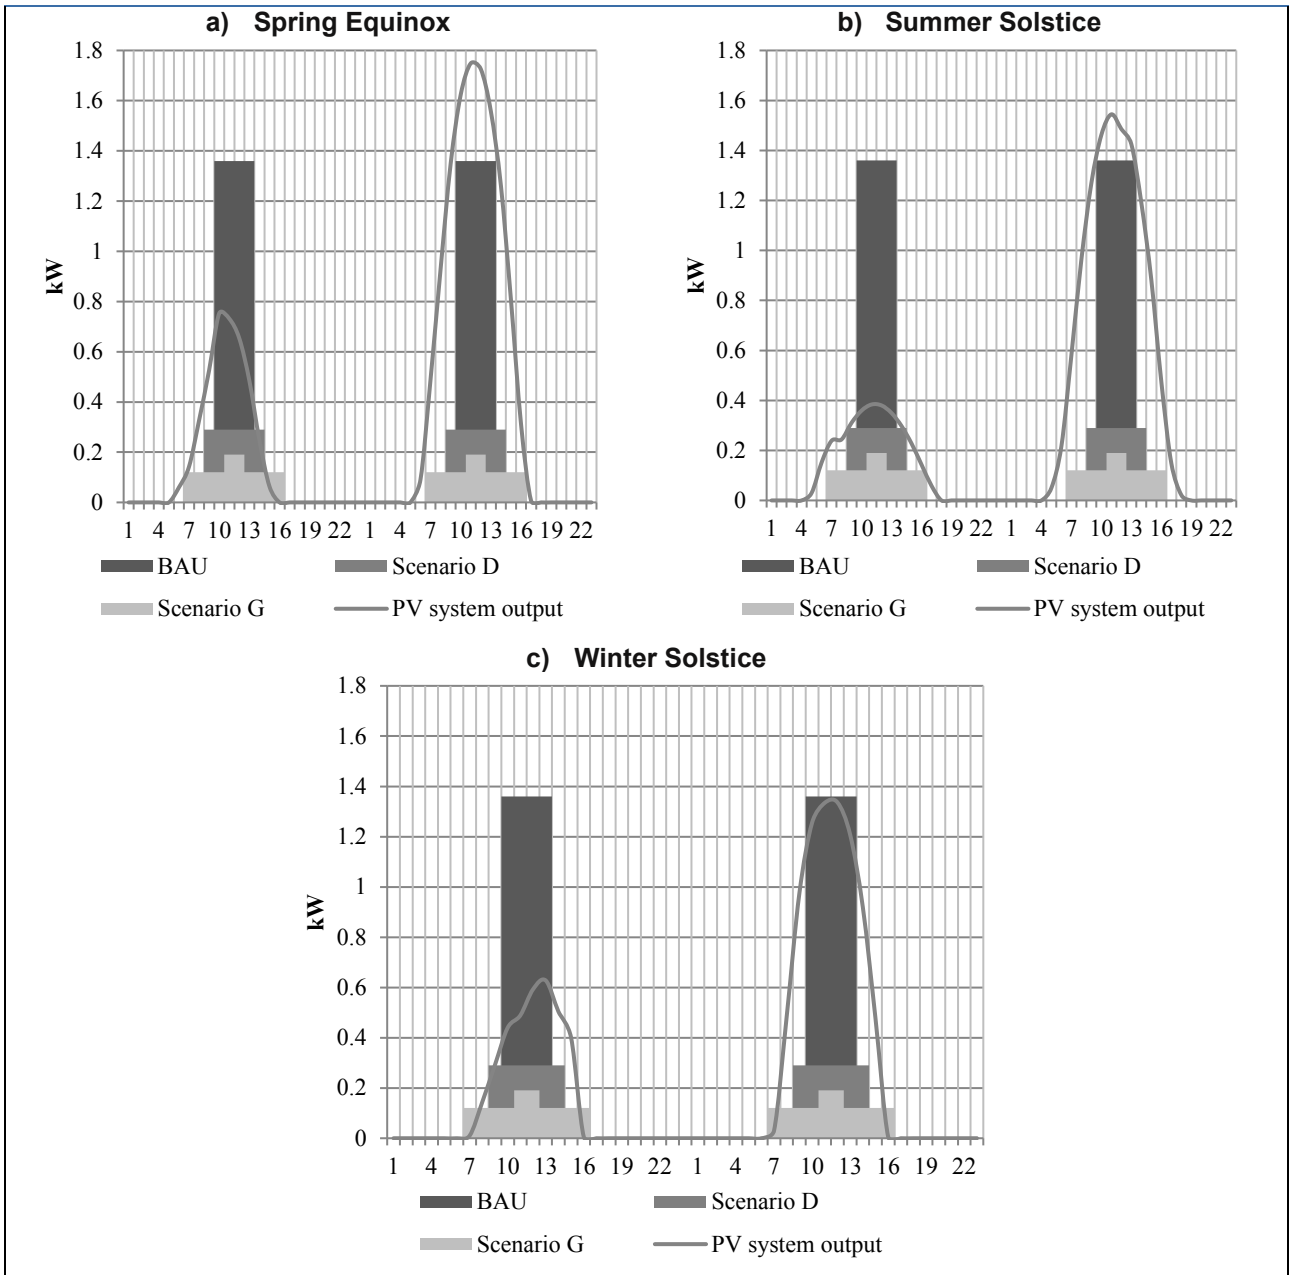 a) Spring Equinox
1.8
1.6
1.4
1.2
1
0.8
0.6
0.4
0.2
0
kW
1 4 7 10 13 16 19 22 1 4 7 10 13 16 19 22
BAU Scenario D
Scenario G PV system output
b) Summer Solstice
1.8
1.6
1.4
1.2
1
0.8
0.6
0.4
0.2
0
kW
1 4 7 10 13 16 19 22 1 4 7 10 13 16 19 22
BAU Scenario D
Scenario G PV system output
c) Winter Solstice
1.8
1.6
1.4
1.2
1
0.8
0.6
0.4
0.2
0
kW
1 4 7 10 13 16 19 22 1 4 7 10 13 16 19 22
BAU Scenario D
Scenario G PV system output